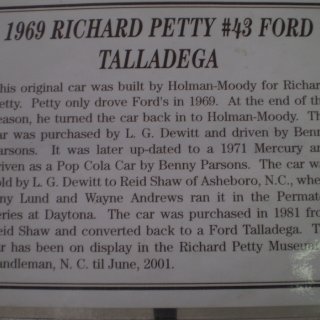 1969 RICHARD PETTY #43 FORD
TALLADEGA
his original car was built by Holman-Moody for Richar
etty. Petty only drove Ford's in 1969. At the end of th
eason, he turned the car back in to Holman-Moody. Th
ar was purchased by L. G. Dewitt and driven by Benn
arsons. It was later up-dated to a 1971 Mercury an
riven as a Pop Cola Car by Benny Parsons. The car wa
old by L. G. Dewitt to Reid Shaw of Asheboro, N.C., whe
iny Lund and Wayne Andrews ran it in the Permate
eries at Daytona. The car was purchased in 1981 fro
eid Shaw and converted back to a Ford Talladega. T
ar has been on display in the Richard Petty Museum
andleman, N. C. til June, 2001.